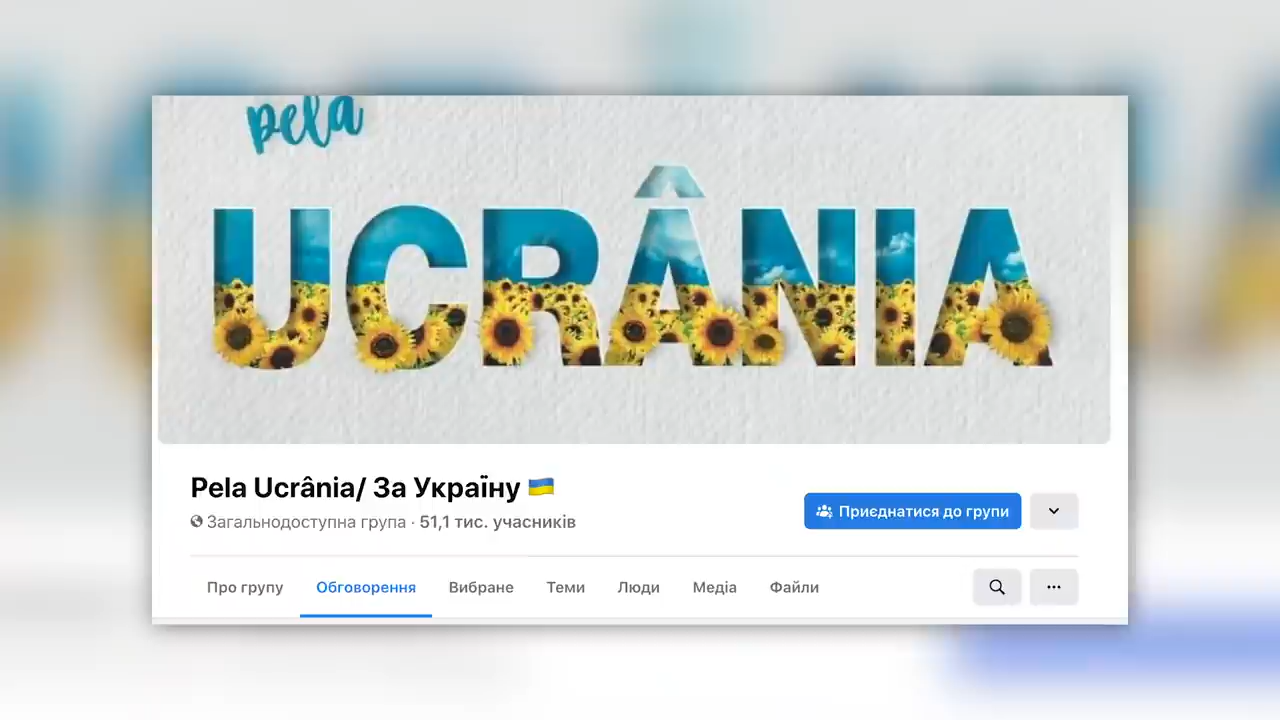 pela
UCRÂNIA
Pela Ucrânia/ За Україну 🇺🇦
Загальнодоступна група · 51,1 тис. учасників
Приєднатися до групи
Про групу Обговорення Вибране Теми Люди Медіа Файли